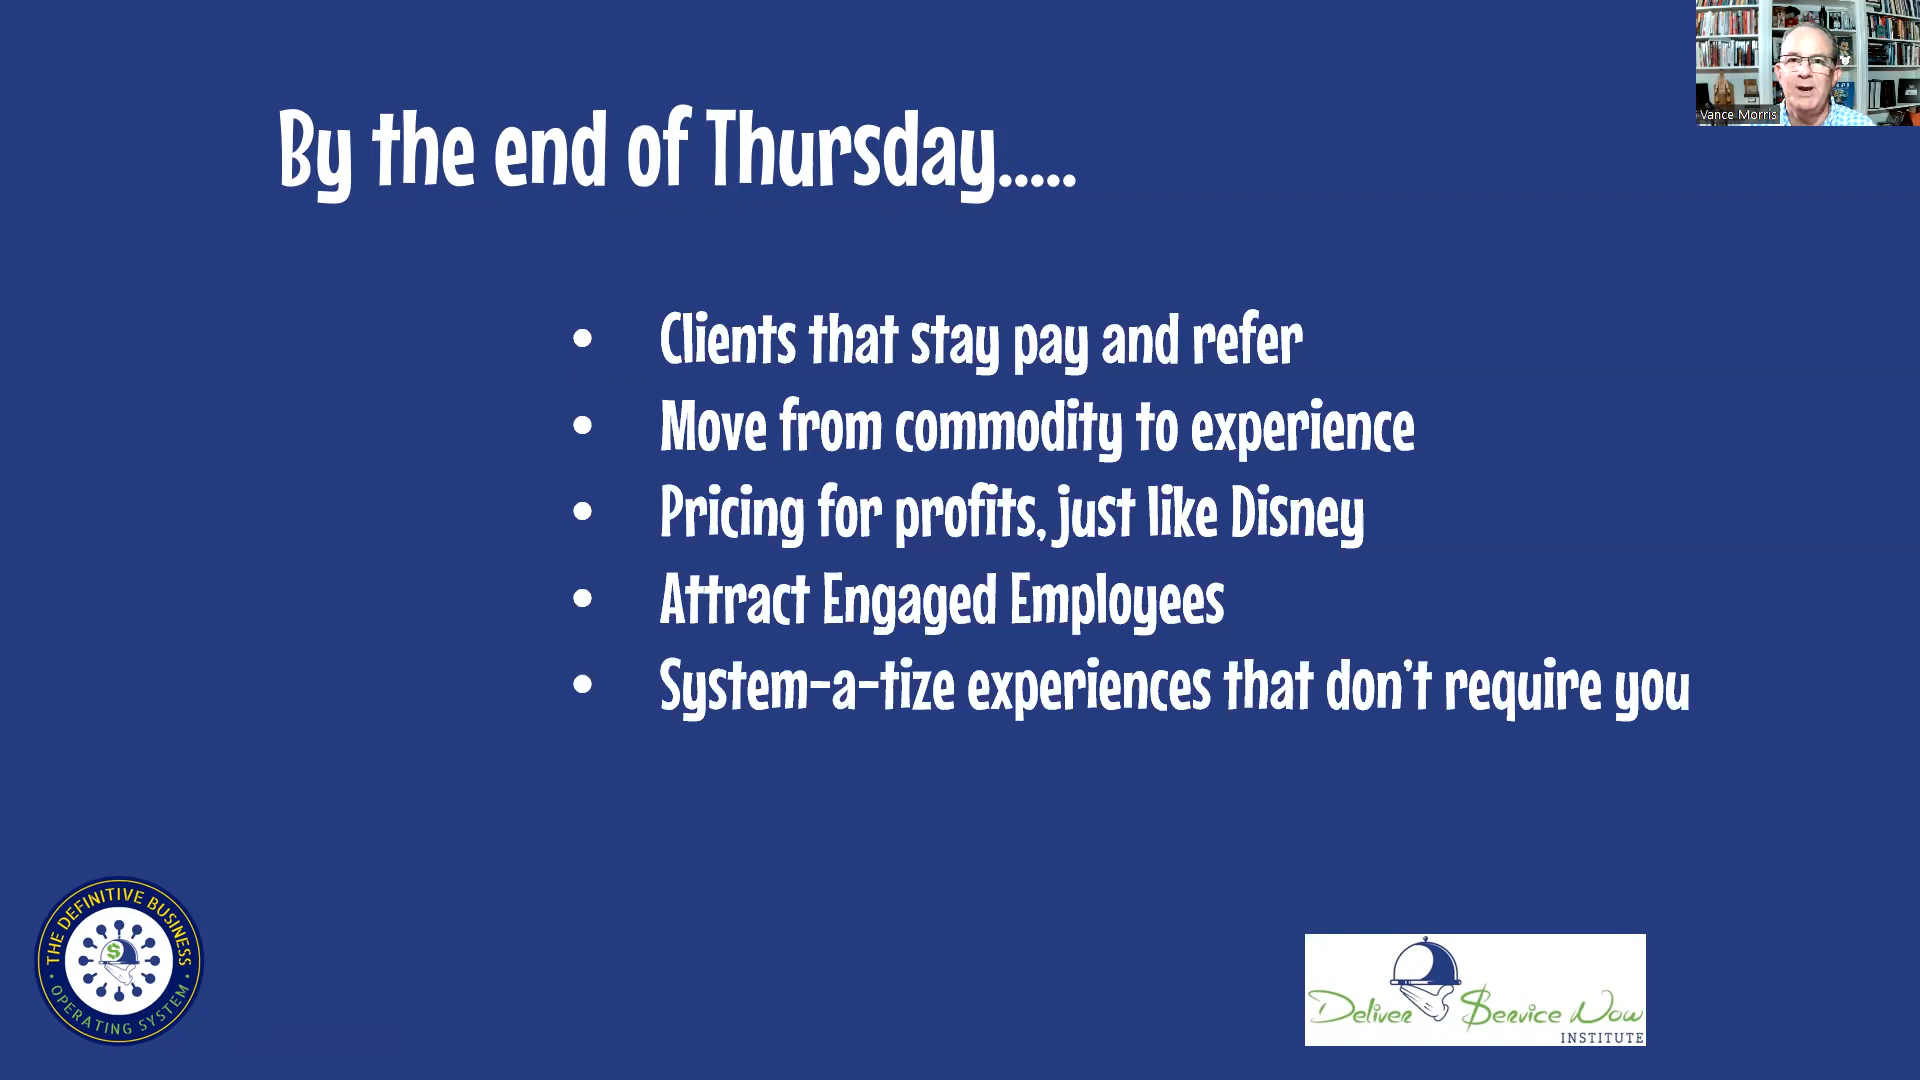 Vance Morris
By the end of Thursday.....
• Clients that stay pay and refer
• Move from commodity to experience
• Pricing for profits, just like Disney
• Attract Engaged Employees
• System-a-tize experiences that don't require you
THE DEFINITIVE BUSINESS
• OPERATING SYSTEM •
$
Deliver $ervice Now
INSTITUTE